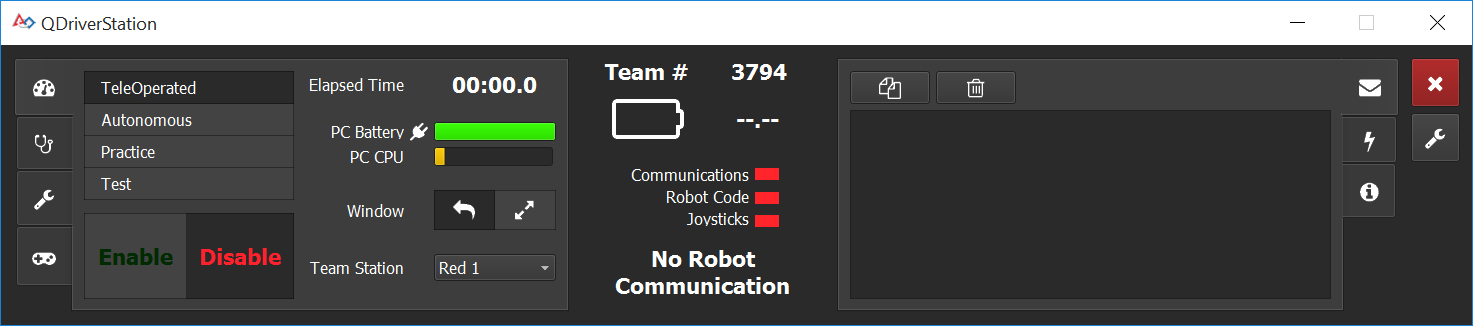 QDriverStation
TeleOperated
Autonomous
Practice
Test
Enable
Disable
Elapsed Time
00:00.0
PC Battery
PC CPU
Window
Team Station
Red 1
Team # 3794
--.--
Communications
Robot Code
Joysticks
No Robot
Communication